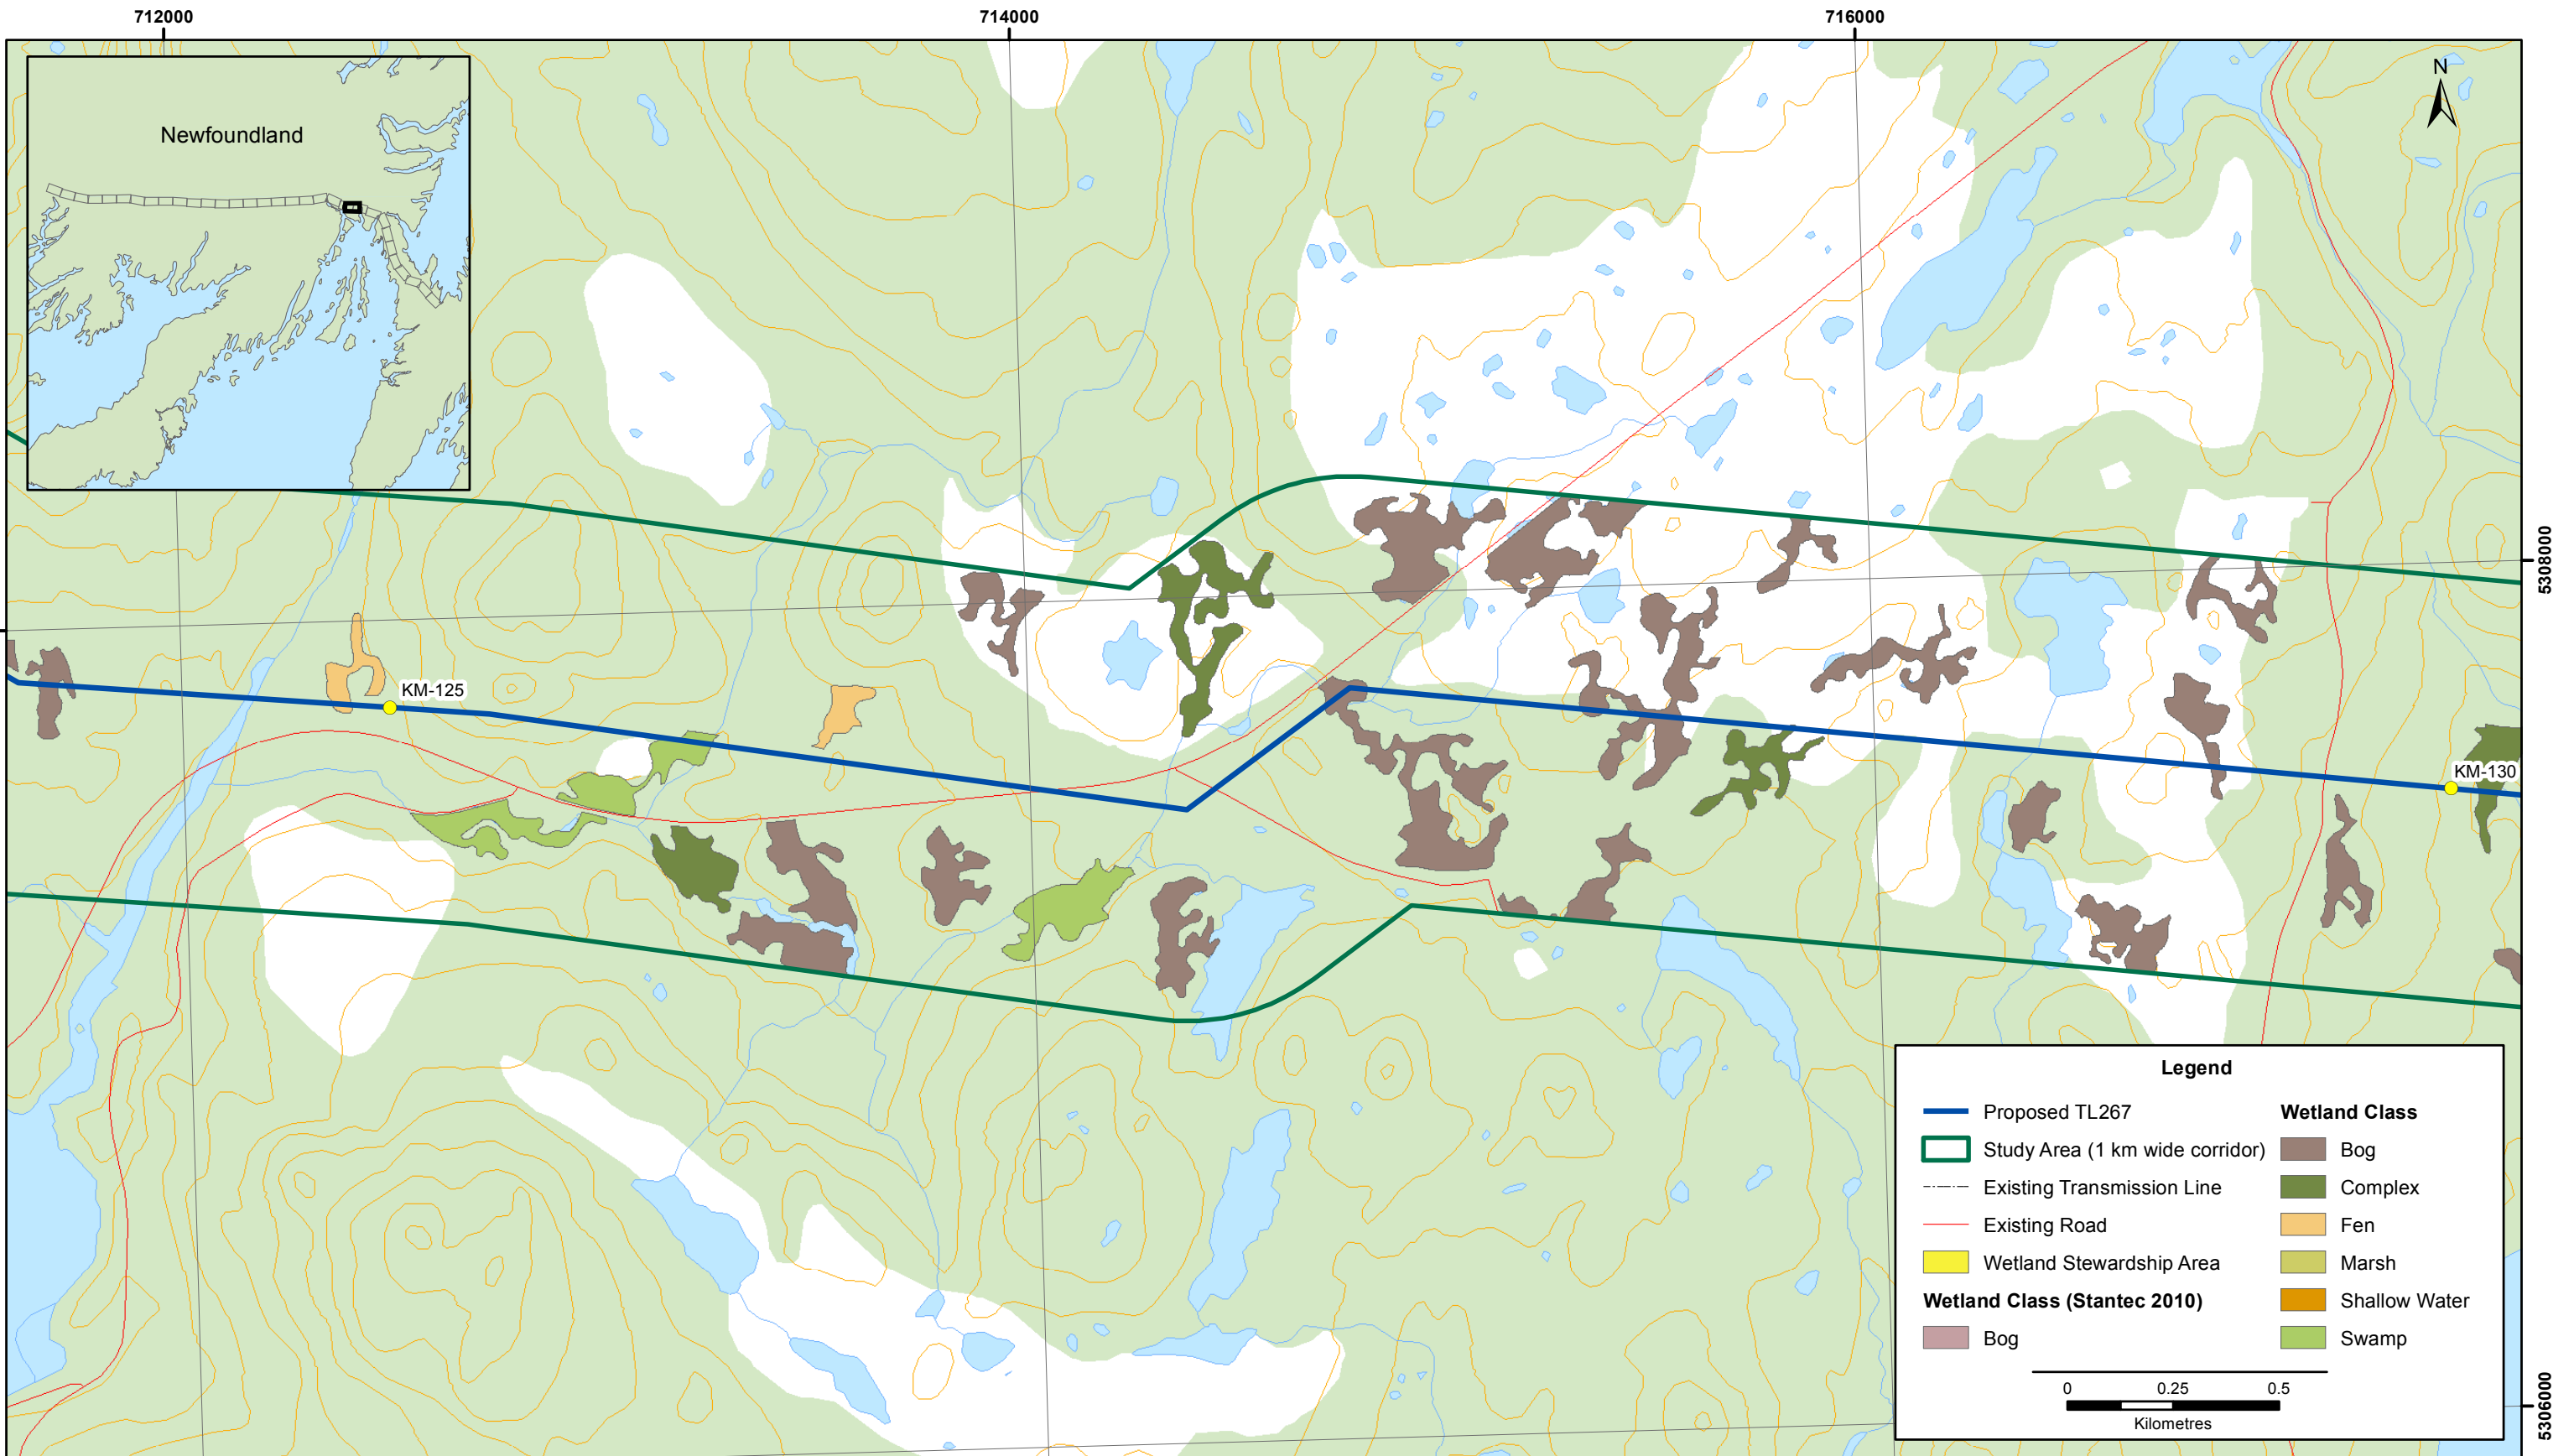 712000
714000
716000
Newfoundland
N
5308000
KM-125
KM-130
Legend
Proposed TL267
Study Area (1 km wide corridor)
Existing Transmission Line
Existing Road
Wetland Stewardship Area
Wetland Class (Stantec 2010)
Bog
Wetland Class
Bog
Complex
Fen
Marsh
Shallow Water
Swamp
0 0.25 0.5
Kilometres
5306000